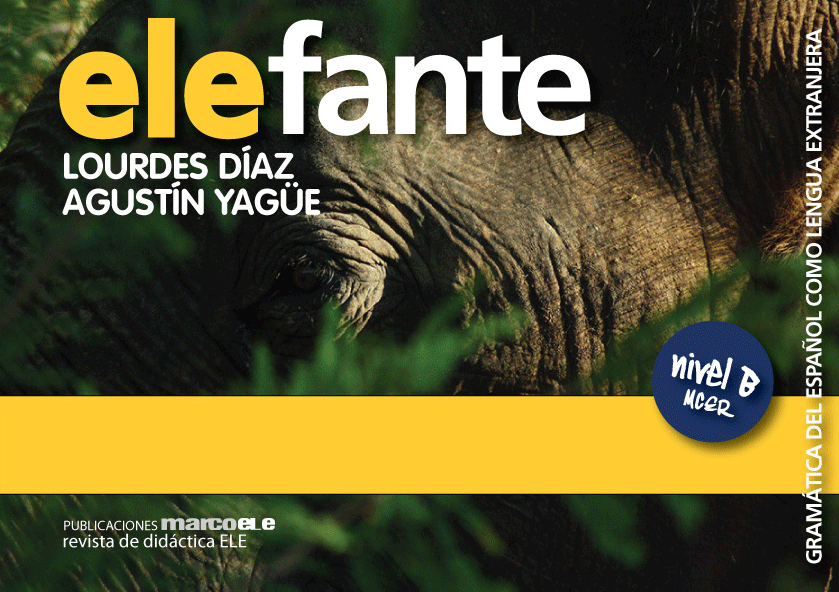 elefante
LOURDES DÍAZ
AGUSTÍN YAGÜE
GRAMÁTICA DEL ESPAÑOL COMO LENGUA EXTRANJERA
nivel B
MCER
PUBLICACIONES marcoele
revista de didáctica ELE